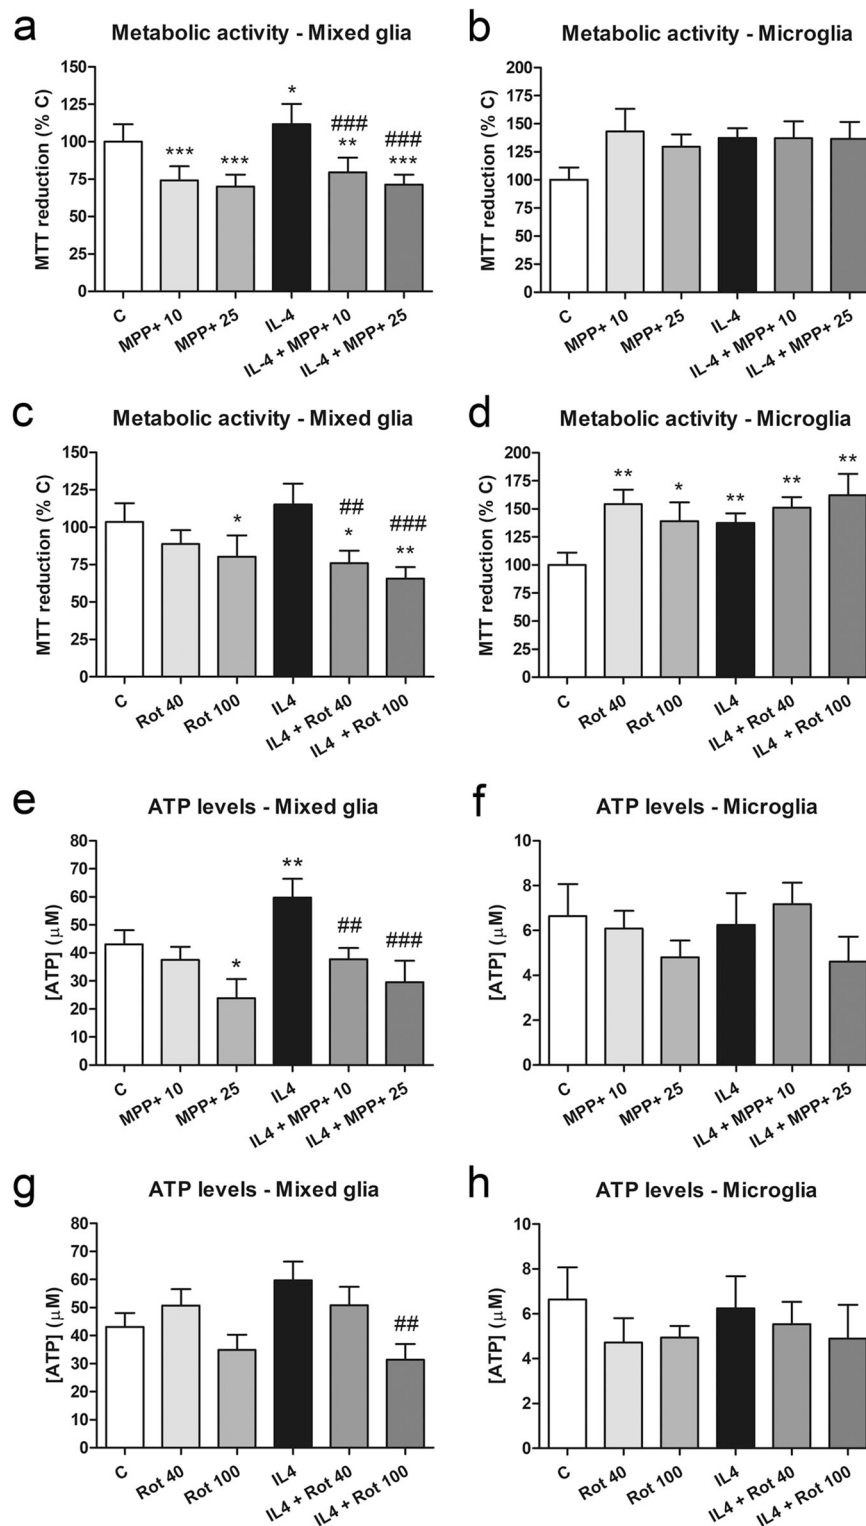 a
Metabolic activity - Mixed glia
MTT reduction (% C)
150
125
100
75
50
25
0
***
***
*
###
**
###
***
C
MPP+ 10
MPP+ 25
IL-4
IL-4 + MPP+ 10
IL-4 + MPP+ 25
b
Metabolic activity - Microglia
MTT reduction (% C)
200
175
150
125
100
75
50
25
0
C
MPP+ 10
MPP+ 25
IL-4
IL-4 + MPP+ 10
IL-4 + MPP+ 25
c
Metabolic activity - Mixed glia
MTT reduction (% C)
150
125
100
75
50
25
0
*
##
*
###
**
C
Rot 40
Rot 100
IL4
IL4 + Rot 40
IL4 + Rot 100
d
Metabolic activity - Microglia
MTT reduction (% C)
200
175
150
125
100
75
50
25
0
**
*
**
**
**
C
Rot 40
Rot 100
IL4
IL4 + Rot 40
IL4 + Rot 100
e
ATP levels - Mixed glia
[ATP] (μM)
80
70
60
50
40
30
20
10
0
*
**
##
###
C
MPP+ 10
MPP+ 25
IL4
IL4 + MPP+ 10
IL4 + MPP+ 25
f
ATP levels - Microglia
[ATP] (μM)
10
8
6
4
2
0
C
MPP+ 10
MPP+ 25
IL4
IL4 + MPP+ 10
IL4 + MPP+ 25
g
ATP levels - Mixed glia
[ATP] (μM)
80
70
60
50
40
30
20
10
0
##
C
Rot 40
Rot 100
IL4
IL4 + Rot 40
IL4 + Rot 100
h
ATP levels - Microglia
[ATP] (μM)
10
8
6
4
2
0
C
Rot 40
Rot 100
IL4
IL4 + Rot 40
IL4 + Rot 100